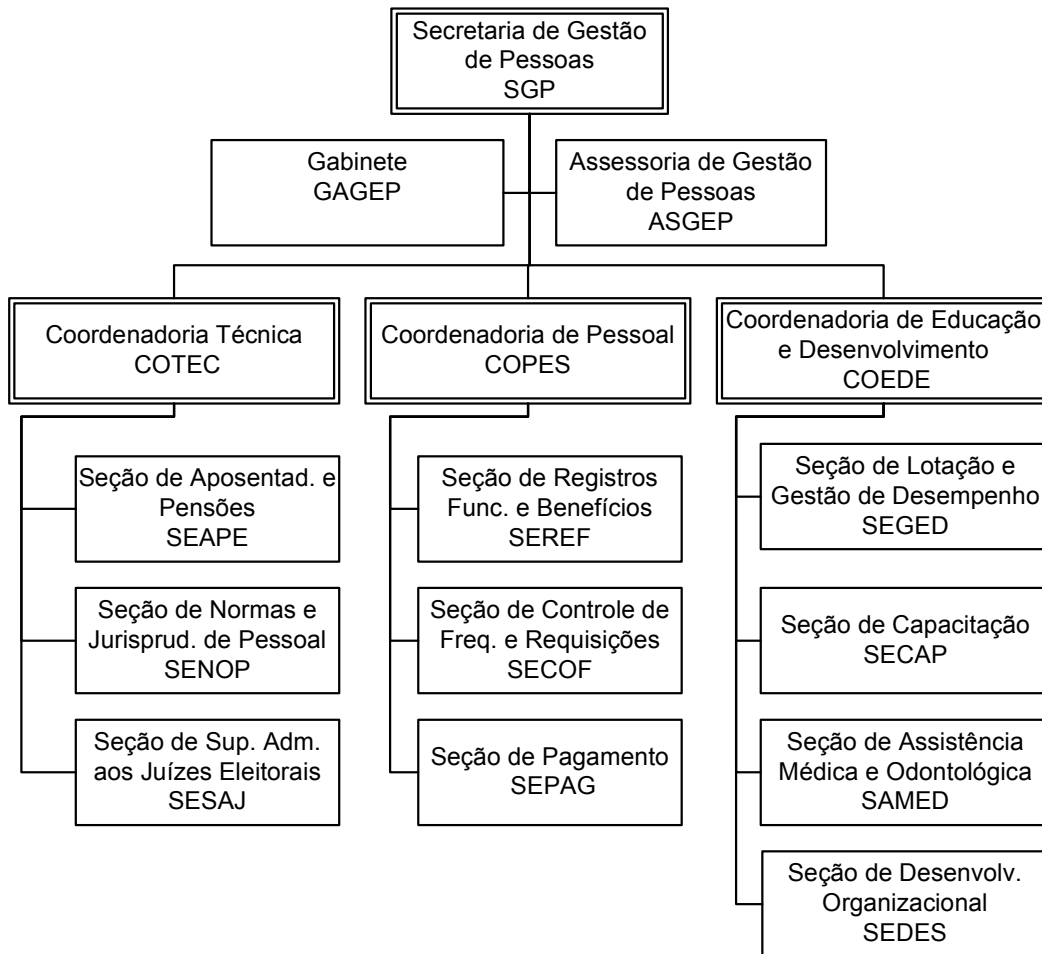 Secretaria de Gestão
de Pessoas
SGP
Gabinete
GAGEP
Assessoria de Gestão
de Pessoas
ASGEP
Coordenadoria Técnica
COTEC
Coordenadoria de Pessoal
COPES
Coordenadoria de Educação
e Desenvolvimento
COEDE
Seção de Aposentad. e
Pensões
SEAPE
Seção de Normas e
Jurisprud. de Pessoal
SENOP
Seção de Sup. Adm.
aos Juízes Eleitorais
SESAJ
Seção de Registros
Func. e Benefícios
SEREF
Seção de Controle de
Freq. e Requisições
SECOF
Seção de Pagamento
SEPAG
Seção de Lotação e
Gestão de Desempenho
SEGED
Seção de Capacitação
SECAP
Seção de Assistência
Médica e Odontológica
SAMED
Seção de Desenvolv.
Organizacional
SEDES